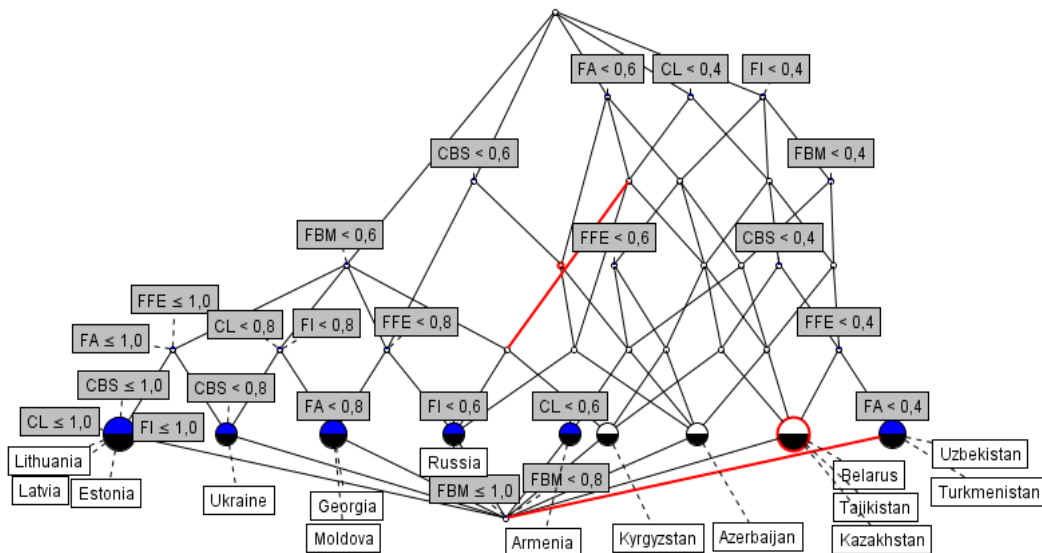 FA < 0,6
CL < 0,4
FI < 0,4
CBS < 0,6
FBM < 0,4
FBM < 0,6
FFE < 0,6
CBS < 0,4
FFE ≤ 1,0
FA ≤ 1,0
CL < 0,8
FI < 0,8
FFE < 0,8
FFE < 0,4
CBS ≤ 1,0
CBS < 0,8
CL ≤ 1,0
FI ≤ 1,0
FA < 0,8
FI < 0,6
CL < 0,6
FA < 0,4
Lithuania
Latvia
Estonia
Ukraine
Georgia
Moldova
Russia
FBM ≤ 1,0
FBM < 0,8
Armenia
Kyrgyzstan
Azerbaijan
Belarus
Tajikistan
Kazakhstan
Uzbekistan
Turkmenistan